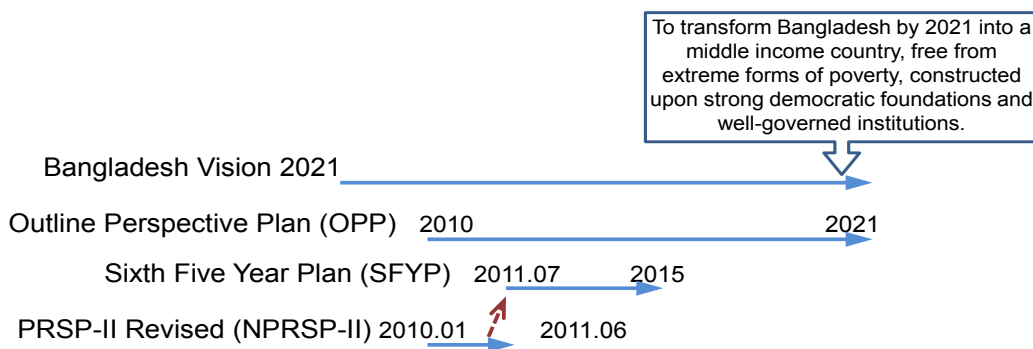 To transform Bangladesh by 2021 into a
middle income country, free from
extreme forms of poverty, constructed
upon strong democratic foundations and
well-governed institutions.
Bangladesh Vision 2021
Outline Perspective Plan (OPP) 2010 2021
Sixth Five Year Plan (SFYP) 2011.07 2015
PRSP-II Revised (NPRSP-II) 2010.01 2011.06